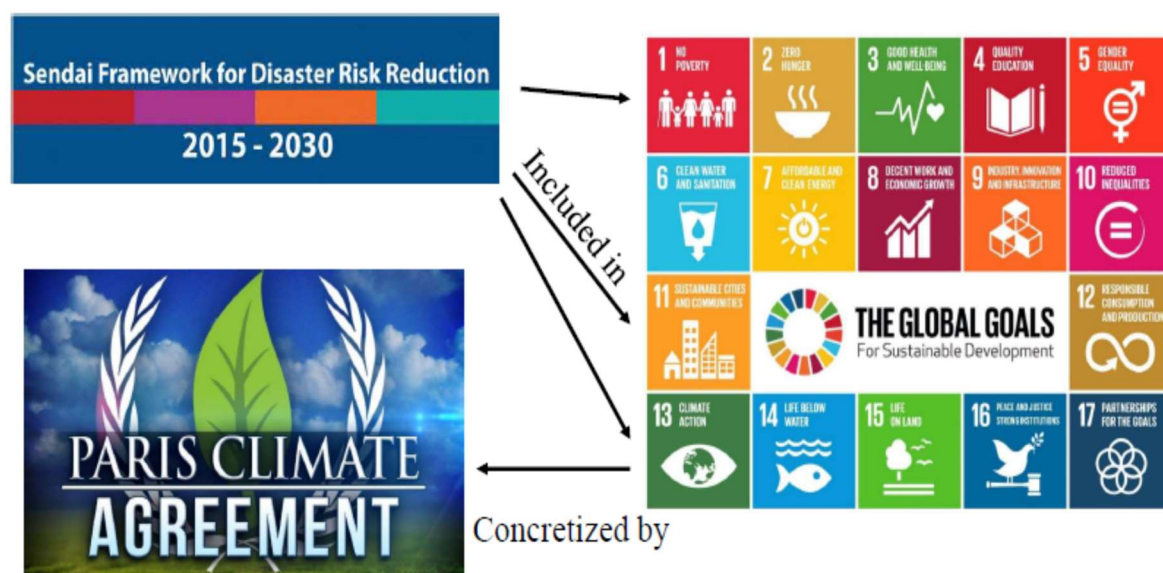 Sendai Framework for Disaster Risk Reduction
2015 - 2030
Included in
1 NO
POVERTY
2 ZERO
HUNGER
3 GOOD HEALTH
AND WELL-BEING
4 QUALITY
EDUCATION
5 GENDER
EQUALITY
6 CLEAN WATER
AND SANITATION
7 AFFORDABLE AND
CLEAN ENERGY
8 DECENT WORK AND
ECONOMIC GROWTH
9 INDUSTRY, INNOVATION
AND INFRASTRUCTURE
10 REDUCED
INEQUALITIES
11 SUSTAINABLE CITIES
AND COMMUNITIES
THE GLOBAL GOALS
For Sustainable Development
12 RESPONSIBLE
CONSUMPTION
AND PRODUCTION
13 CLIMATE
ACTION
14 LIFE BELOW
WATER
15 LIFE
ON LAND
16 PEACE AND JUSTICE
STRONG INSTITUTIONS
17 PARTNERSHIPS
FOR THE GOALS
PARIS CLIMATE
AGREEMENT
Concretized by